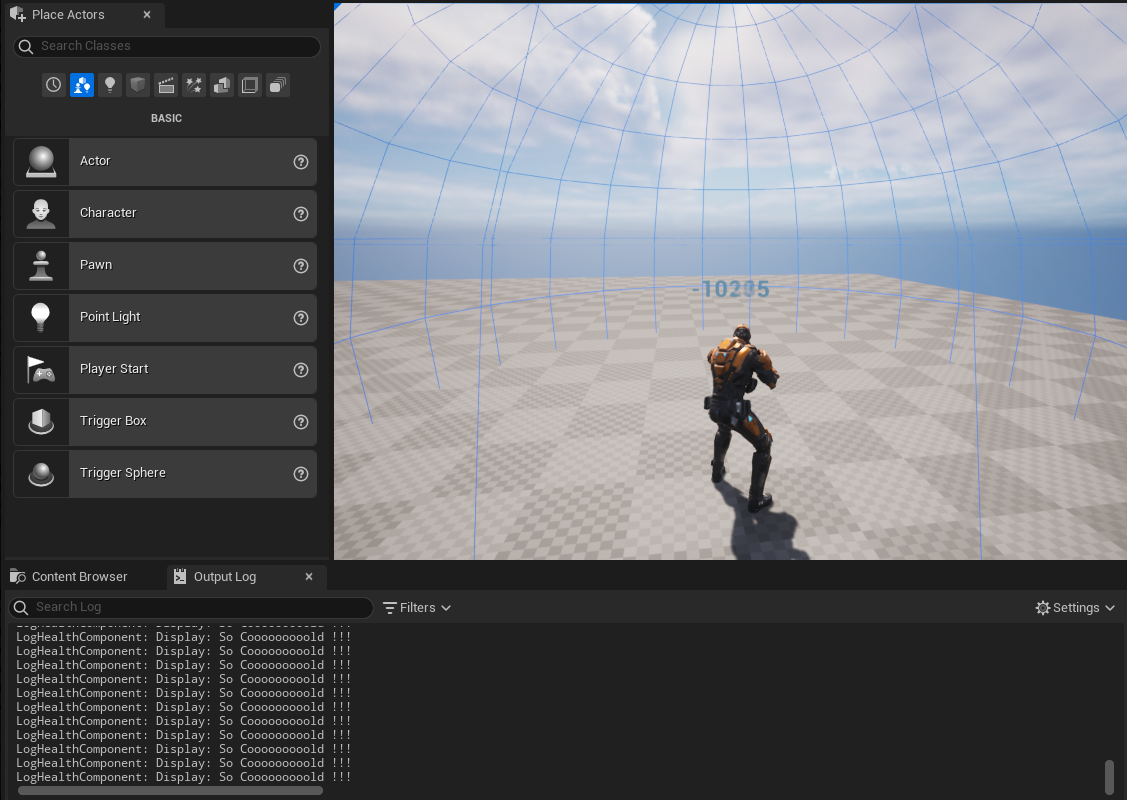 Place Actors
Search Classes
BASIC
Actor
Character
Pawn
Point Light
Player Start
Trigger Box
Trigger Sphere
Content Browser
Output Log
Search Log
Filters
Settings
LogHealthComponent: Display: So Cooooooooold !!!
LogHealthComponent: Display: So Cooooooooold !!!
LogHealthComponent: Display: So Cooooooooold !!!
LogHealthComponent: Display: So Cooooooooold !!!
LogHealthComponent: Display: So Cooooooooold !!!
LogHealthComponent: Display: So Cooooooooold !!!
LogHealthComponent: Display: So Cooooooooold !!!
LogHealthComponent: Display: So Cooooooooold !!!
LogHealthComponent: Display: So Cooooooooold !!!
LogHealthComponent: Display: So Cooooooooold !!!
LogHealthComponent: Display: So Cooooooooold !!!